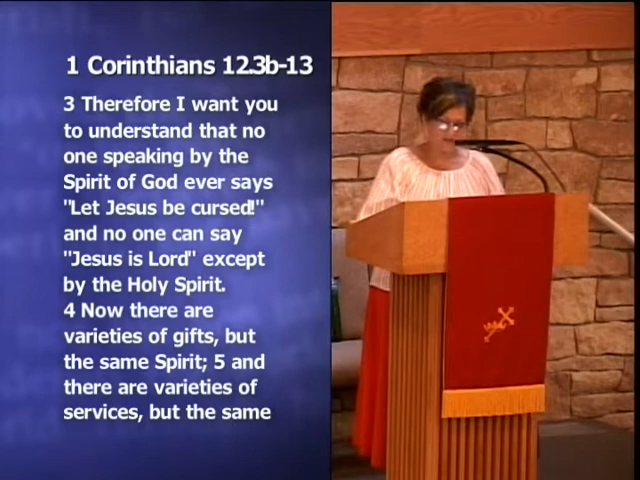 1 Corinthians 12.3b-13
3 Therefore I want you
to understand that no
one speaking by the
Spirit of God ever says
"Let Jesus be cursed!"
and no one can say
"Jesus is Lord" except
by the Holy Spirit.
4 Now there are
varieties of gifts, but
the same Spirit; 5 and
there are varieties of
services, but the same